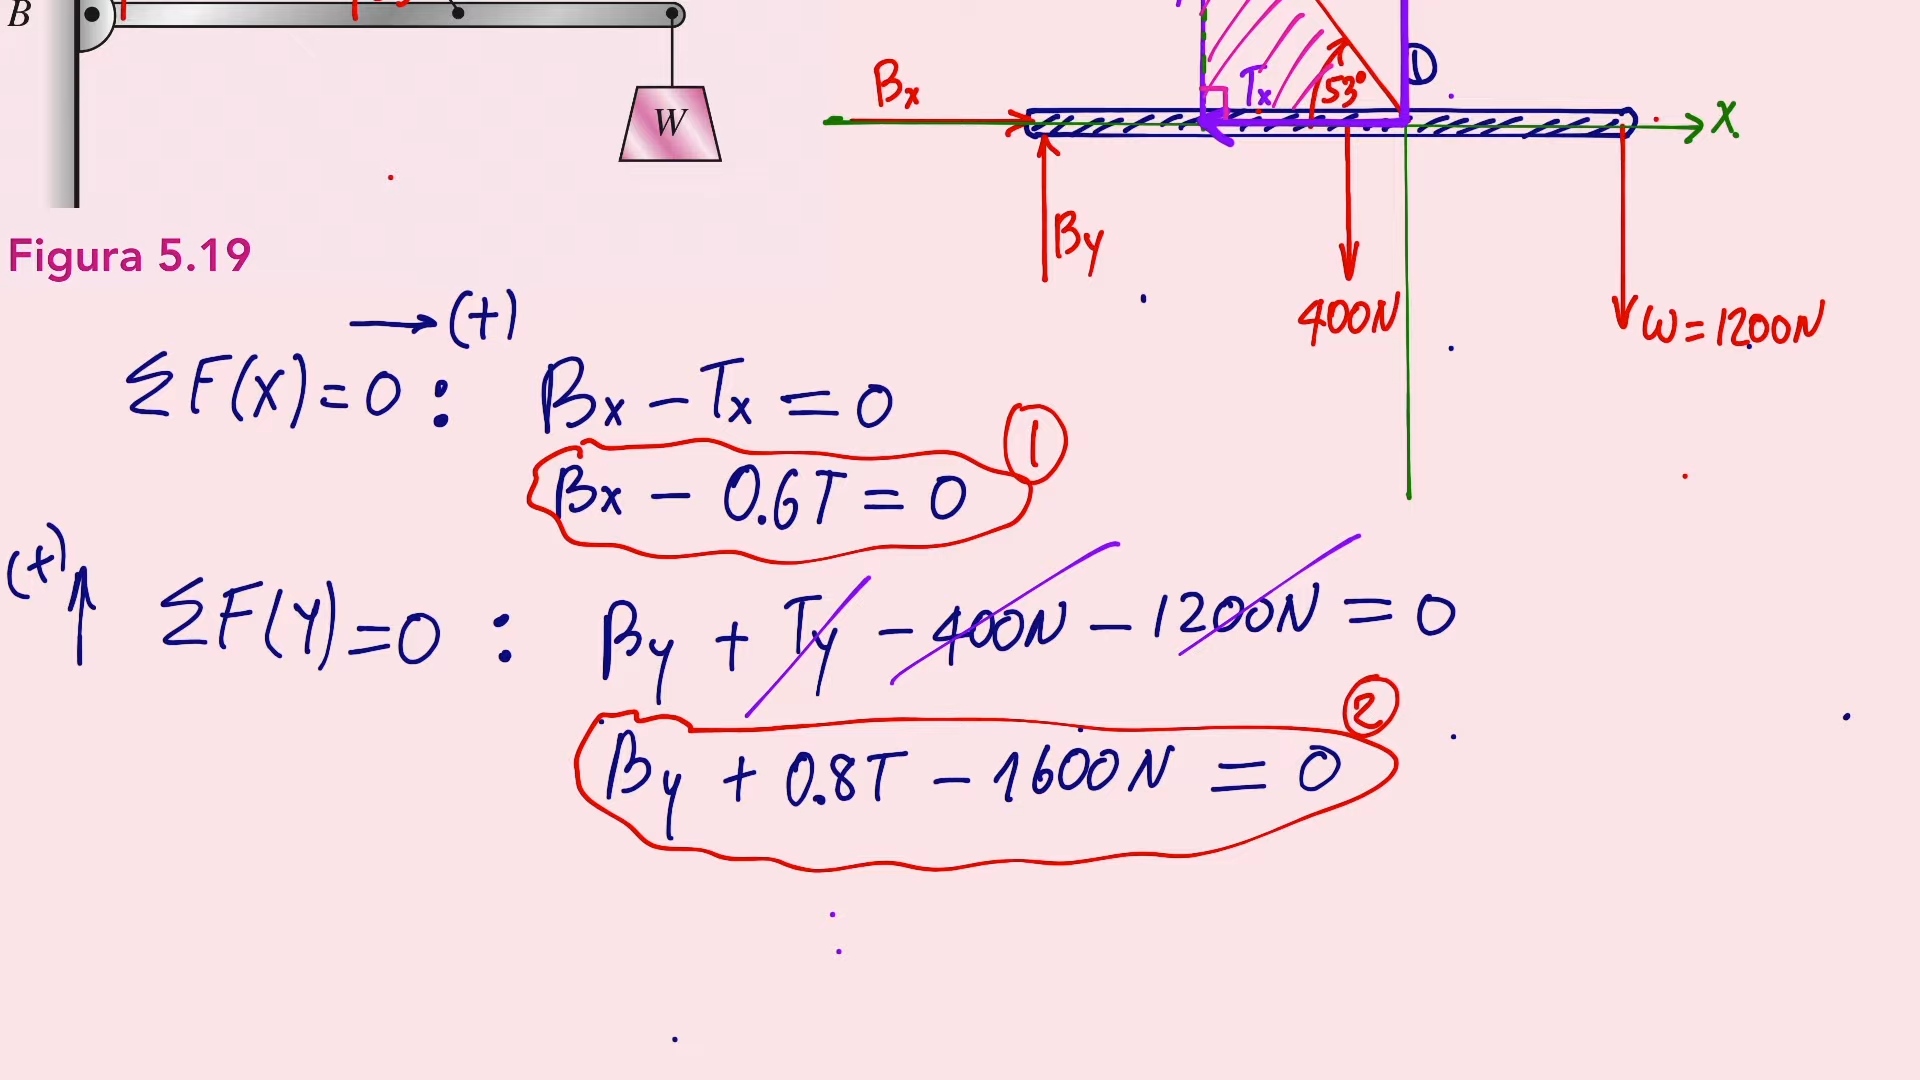 B
W
Figura 5.19
Bx
Tx
53°
D
X
By
400N
W = 1200N
(+)
ΣF(X)=0 : Bx - Tx = 0
1
Bx - 0.6T = 0
(+)
ΣF(Y)=0 : By + Ty - 400N - 1200N = 0
2
By + 0.8T - 1600N = 0